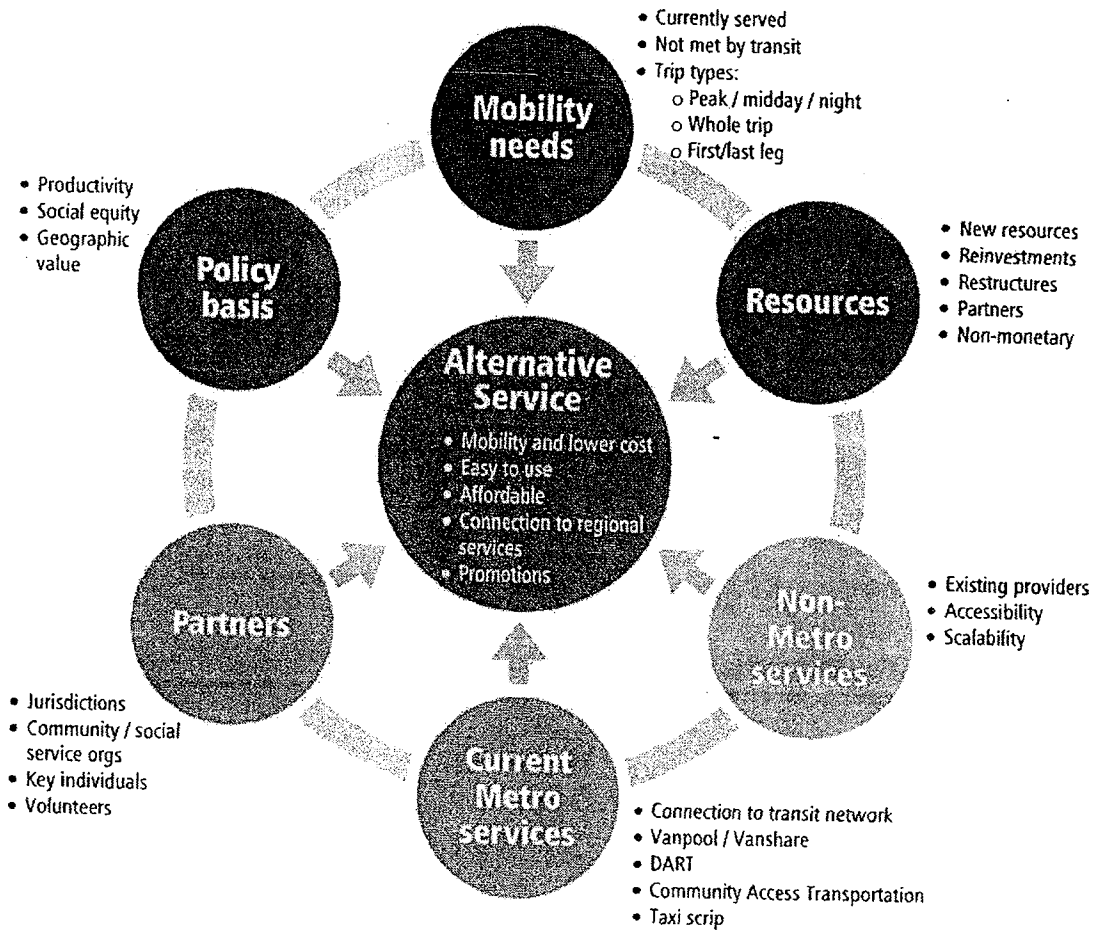 • Currently served
• Not met by transit
• Trip types:
o Peak / midday / night
o Whole trip
o First/last leg
Mobility
needs
• Productivity
• Social equity
• Geographic
value
Policy
basis
• New resources
• Reinvestments
• Restructures
• Partners
• Non-monetary
Resources
Alternative
Service
• Mobility and lower cost
• Easy to use
• Affordable
• Connection to regional
services
• Promotions
Partners
• Jurisdictions
• Community / social
service orgs
• Key individuals
• Volunteers
Non-
Metro
services
• Existing providers
• Accessibility
• Scalability
Current
Metro
services
• Connection to transit network
• Vanpool / Vanshare
• DART
• Community Access Transportation
• Taxi scrip